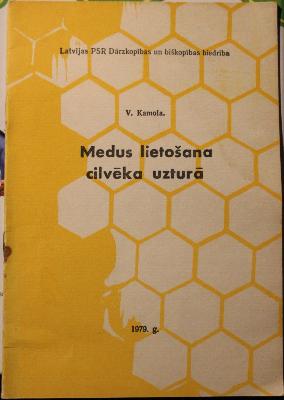 Latvijas PSR Dārzkopības un biškopības biedrība
V. Kamola.
Medus lietošana
cilvēka uzturā
1979. g.